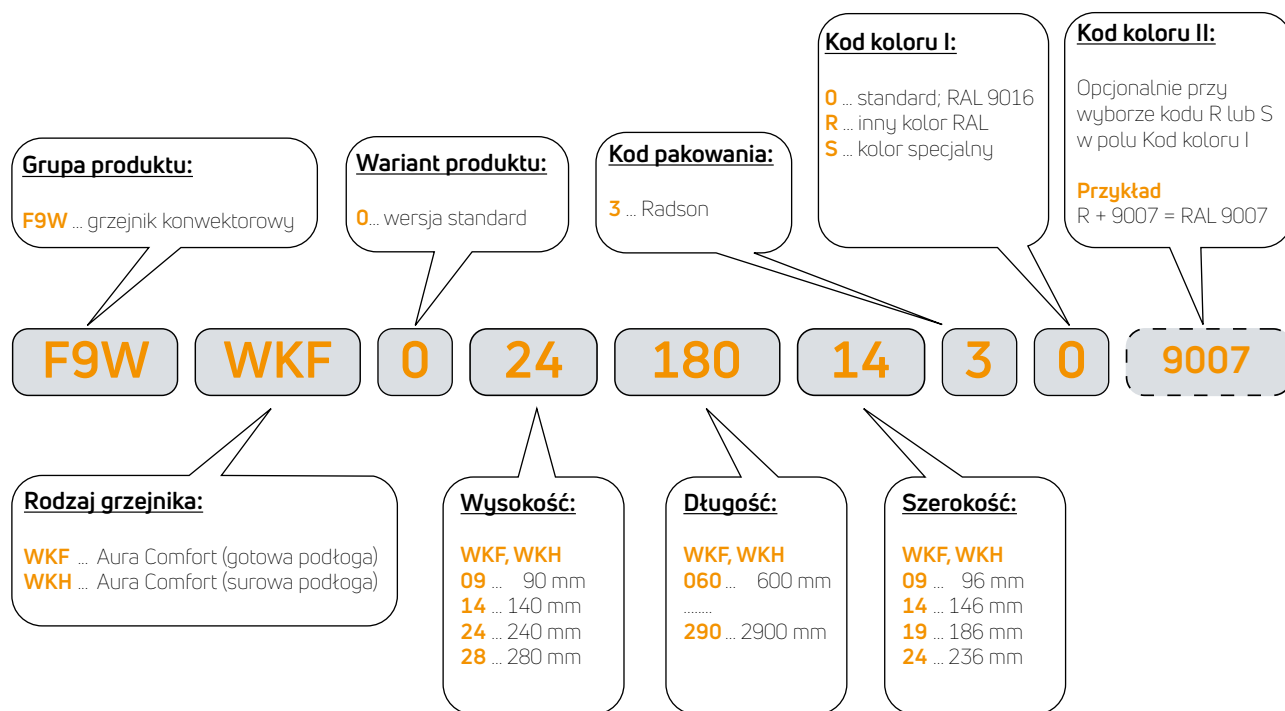 Grupa produktu:
F9W ... grzejnik konwektorowy
Wariant produktu:
0... wersja standard
Kod pakowania:
3 ... Radson
Kod koloru I:
0 ... standard; RAL 9016
R ... inny kolor RAL
S ... kolor specjalny
Kod koloru II:
Opcjonalnie przy
wyborze kodu R lub S
w polu Kod koloru I
Przykład
R + 9007 = RAL 9007
F9W WKF 0 24 180 14 3 0 9007
Rodzaj grzejnika:
WKF ... Aura Comfort (gotowa podłoga)
WKH ... Aura Comfort (surowa podłoga)
Wysokość:
WKF, WKH
09 ... 90 mm
14 ... 140 mm
24 ... 240 mm
28 ... 280 mm
Długość:
WKF, WKH
060 ... 600 mm
........
290 ... 2900 mm
Szerokość:
WKF, WKH
09 ... 96 mm
14 ... 146 mm
19 ... 186 mm
24 ... 236 mm